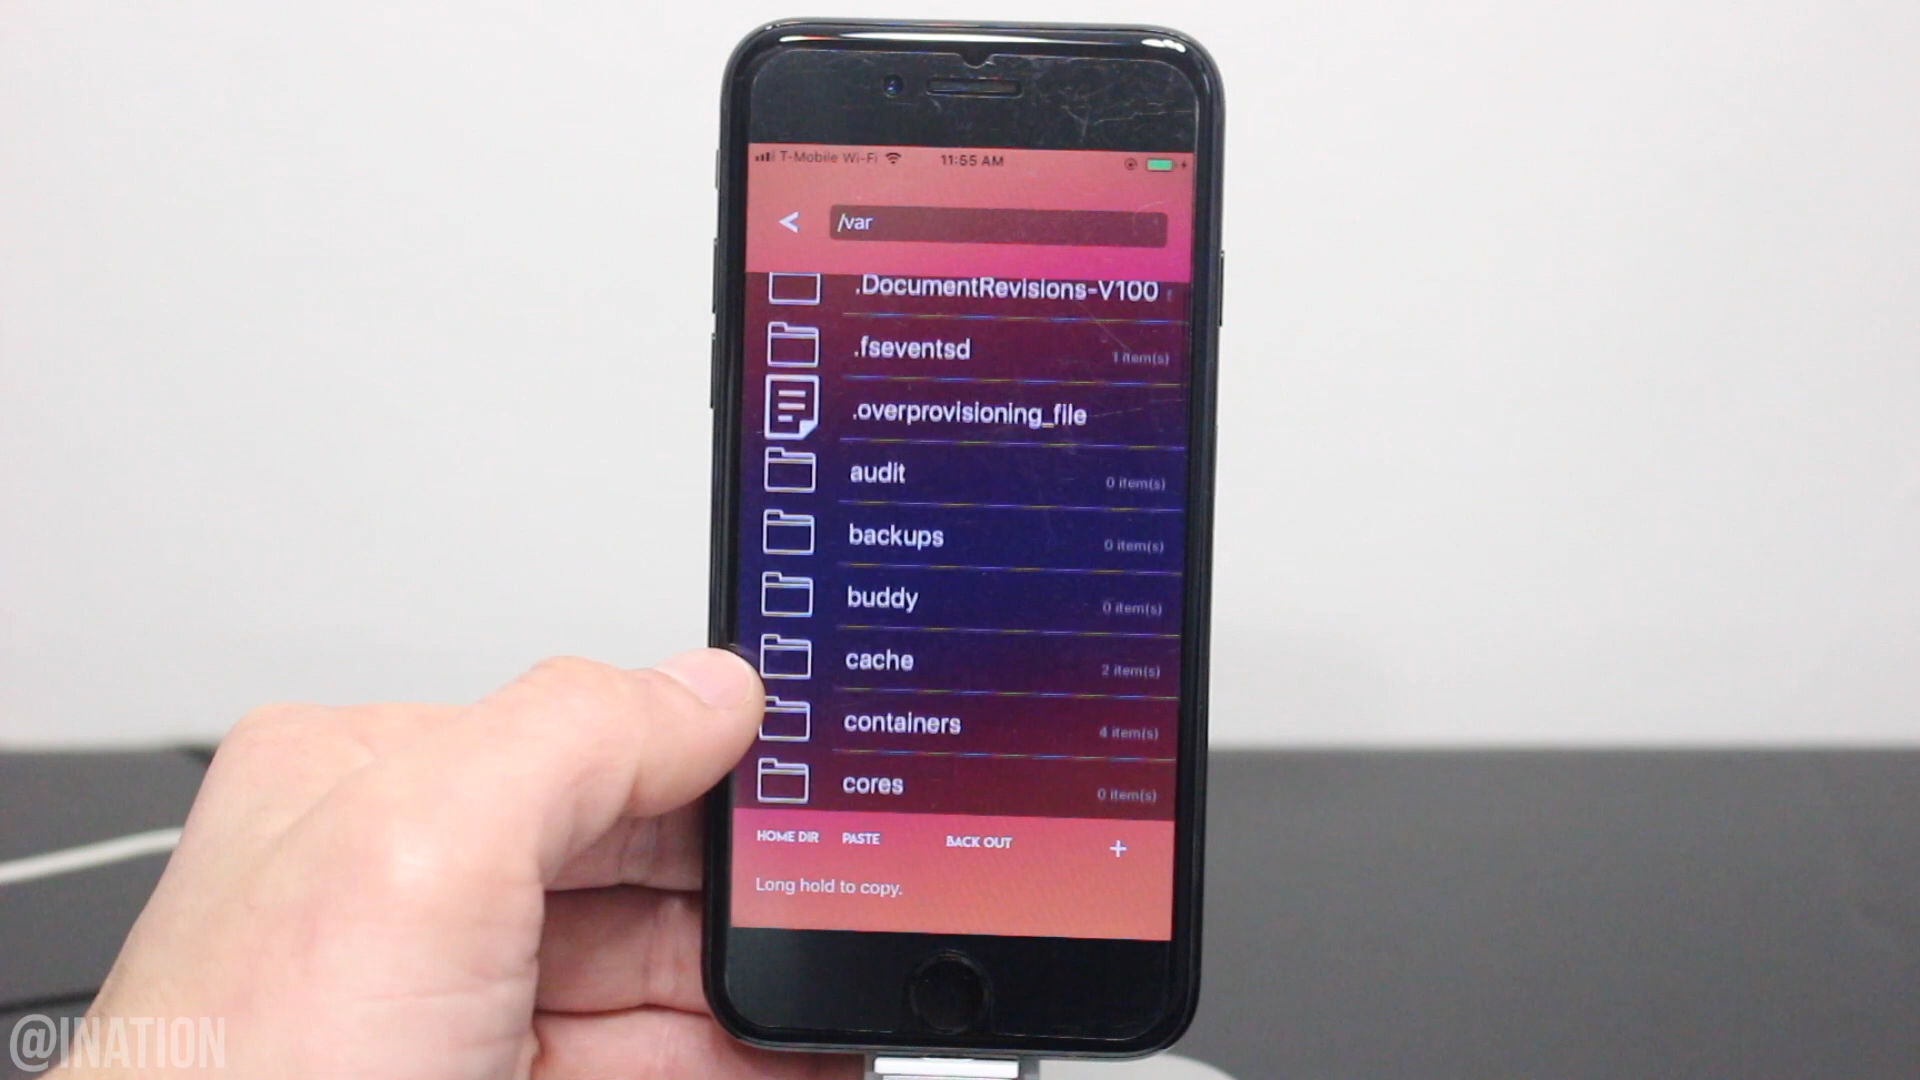 T-Mobile Wi-Fi 11:55 AM
< /var
.DocumentRevisions-V100
.fseventsd 1 item(s)
.overprovisioning_file
audit 0 item(s)
backups 0 item(s)
buddy 0 item(s)
cache 2 item(s)
containers 4 item(s)
cores 0 item(s)
HOME DIR PASTE BACK OUT +
Long hold to copy.
@INATION